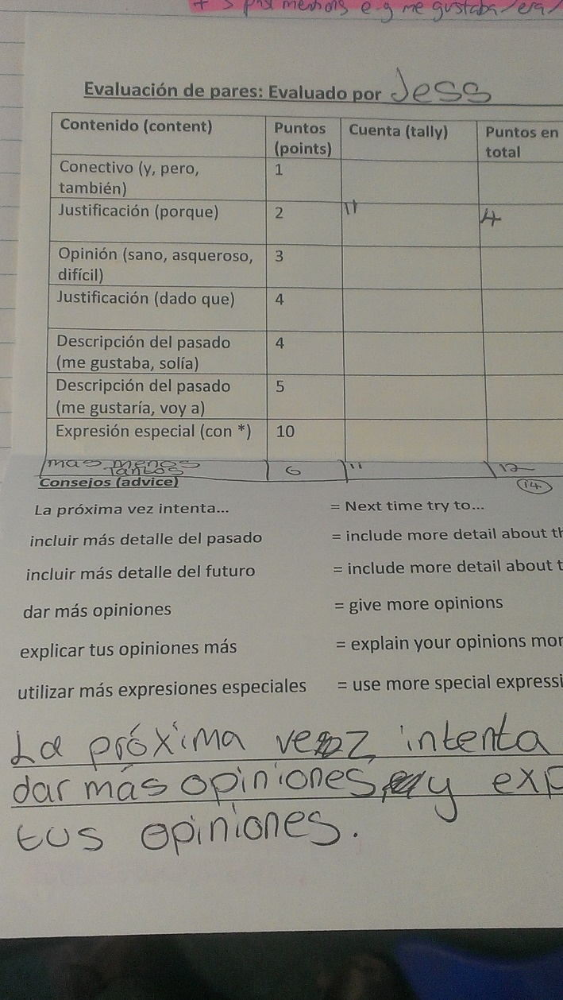 + 3 past mentions e.g me gustaba/era/
Evaluación de pares: Evaluado por Jess
Contenido (content) Puntos (points) Cuenta (tally) Puntos en total
Conectivo (y, pero, también) 1
Justificación (porque) 2 11 4
Opinión (sano, asqueroso, difícil) 3
Justificación (dado que) 4
Descripción del pasado (me gustaba, solía) 4
Descripción del pasado (me gustaría, voy a) 5
Expresión especial (con *) 10
mas menos tantos 6 11 12
Consejos (advice) 14
La próxima vez intenta... = Next time try to...
incluir más detalle del pasado = include more detail about th
incluir más detalle del futuro = include more detail about t
dar más opiniones = give more opinions
explicar tus opiniones más = explain your opinions mor
utilizar más expresiones especiales = use more special expressi
La próxima vez intenta
dar más opiniones y exp
tus opiniones.